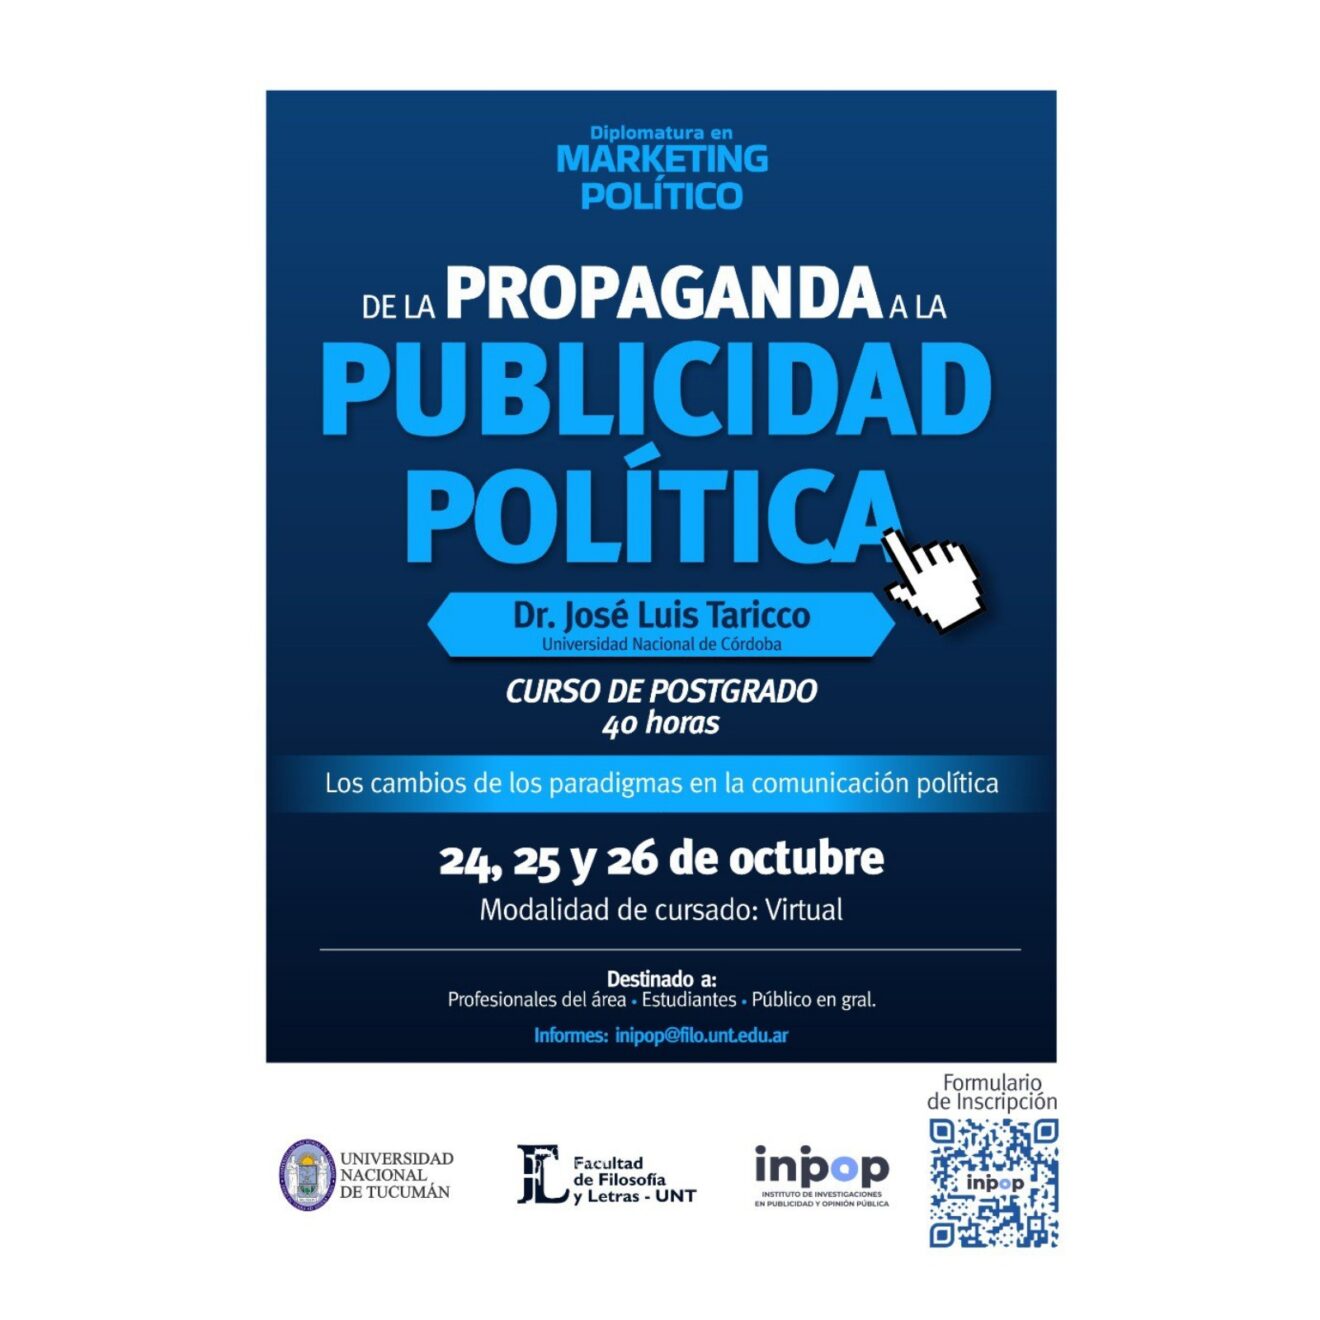 Diplomatura en
MARKETING
POLÍTICO
DE LA PROPAGANDA A LA
PUBLICIDAD
POLÍTICA
Dr. José Luis Taricco
Universidad Nacional de Córdoba
CURSO DE POSTGRADO
40 horas
Los cambios de los paradigmas en la comunicación política
24, 25 y 26 de octubre
Modalidad de cursado: Virtual
Destinado a:
Profesionales del área • Estudiantes • Público en gral.
Informes: inipop@filo.unt.edu.ar
Formulario
de Inscripción
UNIVERSIDAD
NACIONAL
DE TUCUMÁN
Facultad
de Filosofía
y Letras - UNT
inpop
INSTITUTO DE INVESTIGACIONES
EN PUBLICIDAD Y OPINIÓN PÚBLICA
inpop